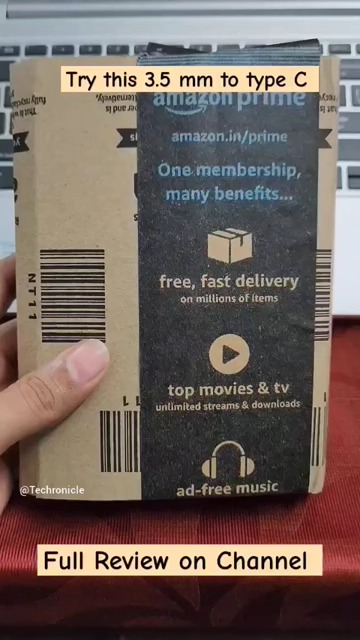 Try this 3.5 mm to type C
amazon prime
amazon.in/prime
One membership,
many benefits...
free, fast delivery
on millions of items
top movies & tv
unlimited streams & downloads
ad-free music
NT11
@Techronicle
Full Review on Channel